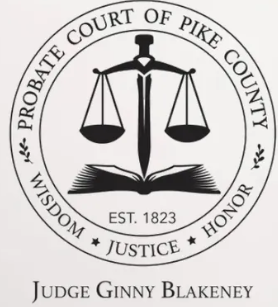 PROBATE COURT OF PIKE COUNTY
EST. 1823
WISDOM ★ JUSTICE ★ HONOR
JUDGE GINNY BLAKENEY